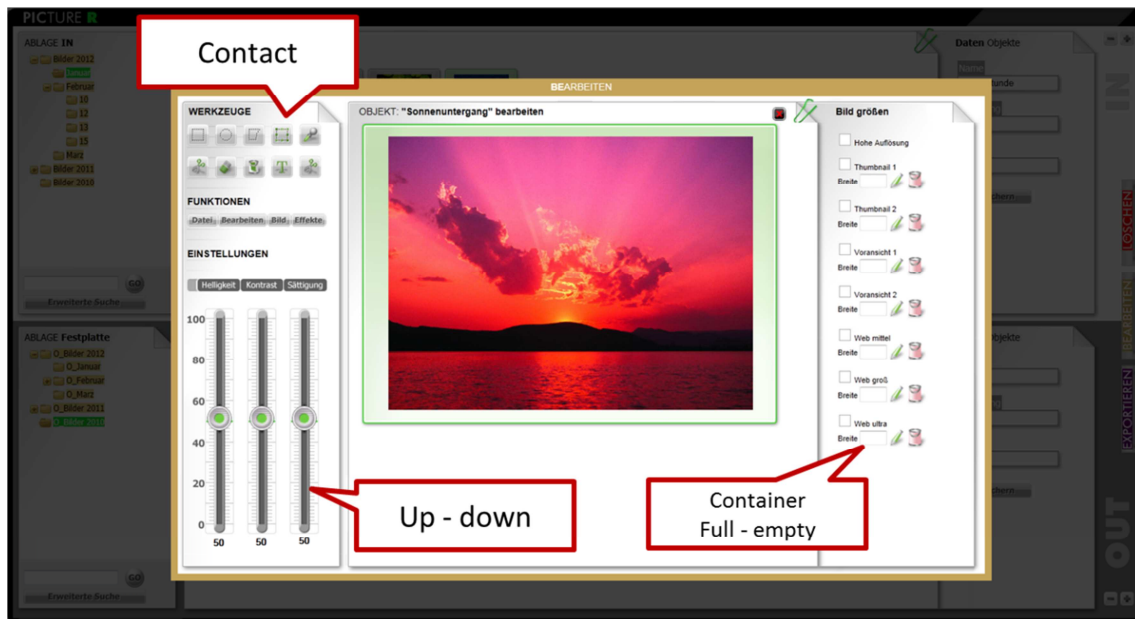 PICTURE R
ABLAGE IN
Bilder 2012
Januar
Februar
10
12
13
15
Marz
Bilder 2011
Bilder 2010
GO
Erweiterte Suche
ABLAGE Festplatte
O_Bilder 2012
O_Januar
O_Februar
O_Marz
O_Bilder 2011
O_Bilder 2010
GO
Erweiterte Suche
Contact
BEARBEITEN
WERKZEUGE
T
FUNKTIONEN
Datei Bearbeiten Bild Effekte
EINSTELLUNGEN
Helligkeit Kontrast Sättigung
100
80
60
40
20
0
50 50 50
OBJEKT: "Sonnenuntergang" bearbeiten
Up - down
Bild größen
Hohe Auflösung
Thumbnail 1
Breite
Thumbnail 2
Breite
Voransicht 1
Breite
Voransicht 2
Breite
Web mittel
Breite
Web groß
Breite
Web ultra
Breite
Container
Full - empty
Daten Objekte
Name
IN
LÖSCHEN
BEARBEITEN
EXPORTIEREN
OUT